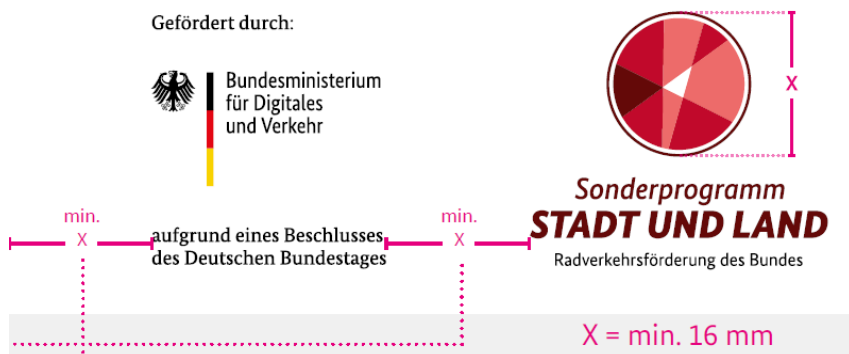 Gefördert durch:
Bundesministerium
für Digitales
und Verkehr
X
Sonderprogramm
STADT UND LAND
Radverkehrsförderung des Bundes
min.
X
aufgrund eines Beschlusses
des Deutschen Bundestages
min.
X
X = min. 16 mm